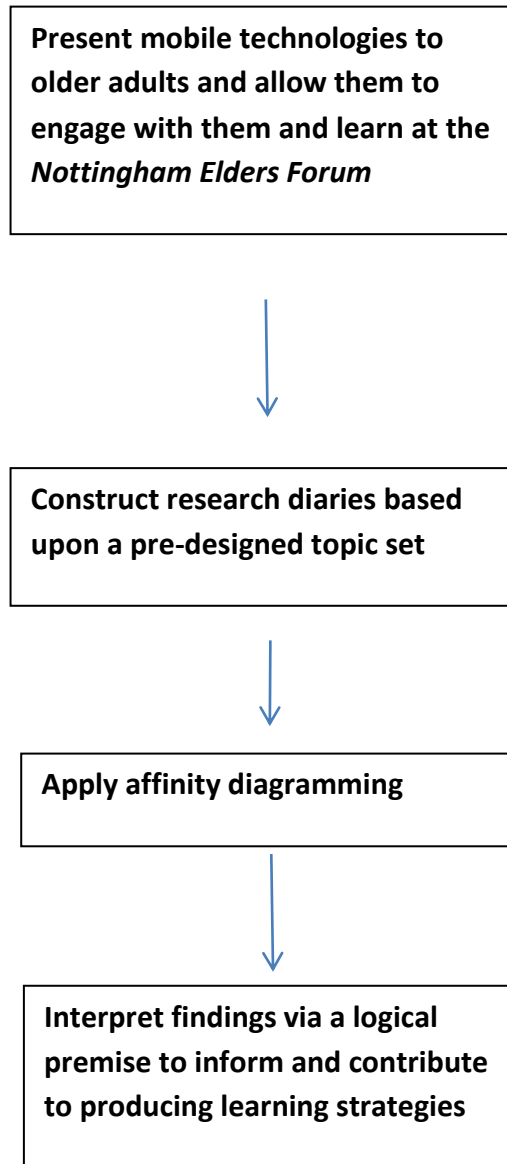 Present mobile technologies to
older adults and allow them to
engage with them and learn at the
Nottingham Elders Forum
Construct research diaries based
upon a pre-designed topic set
Apply affinity diagramming
Interpret findings via a logical
premise to inform and contribute
to producing learning strategies